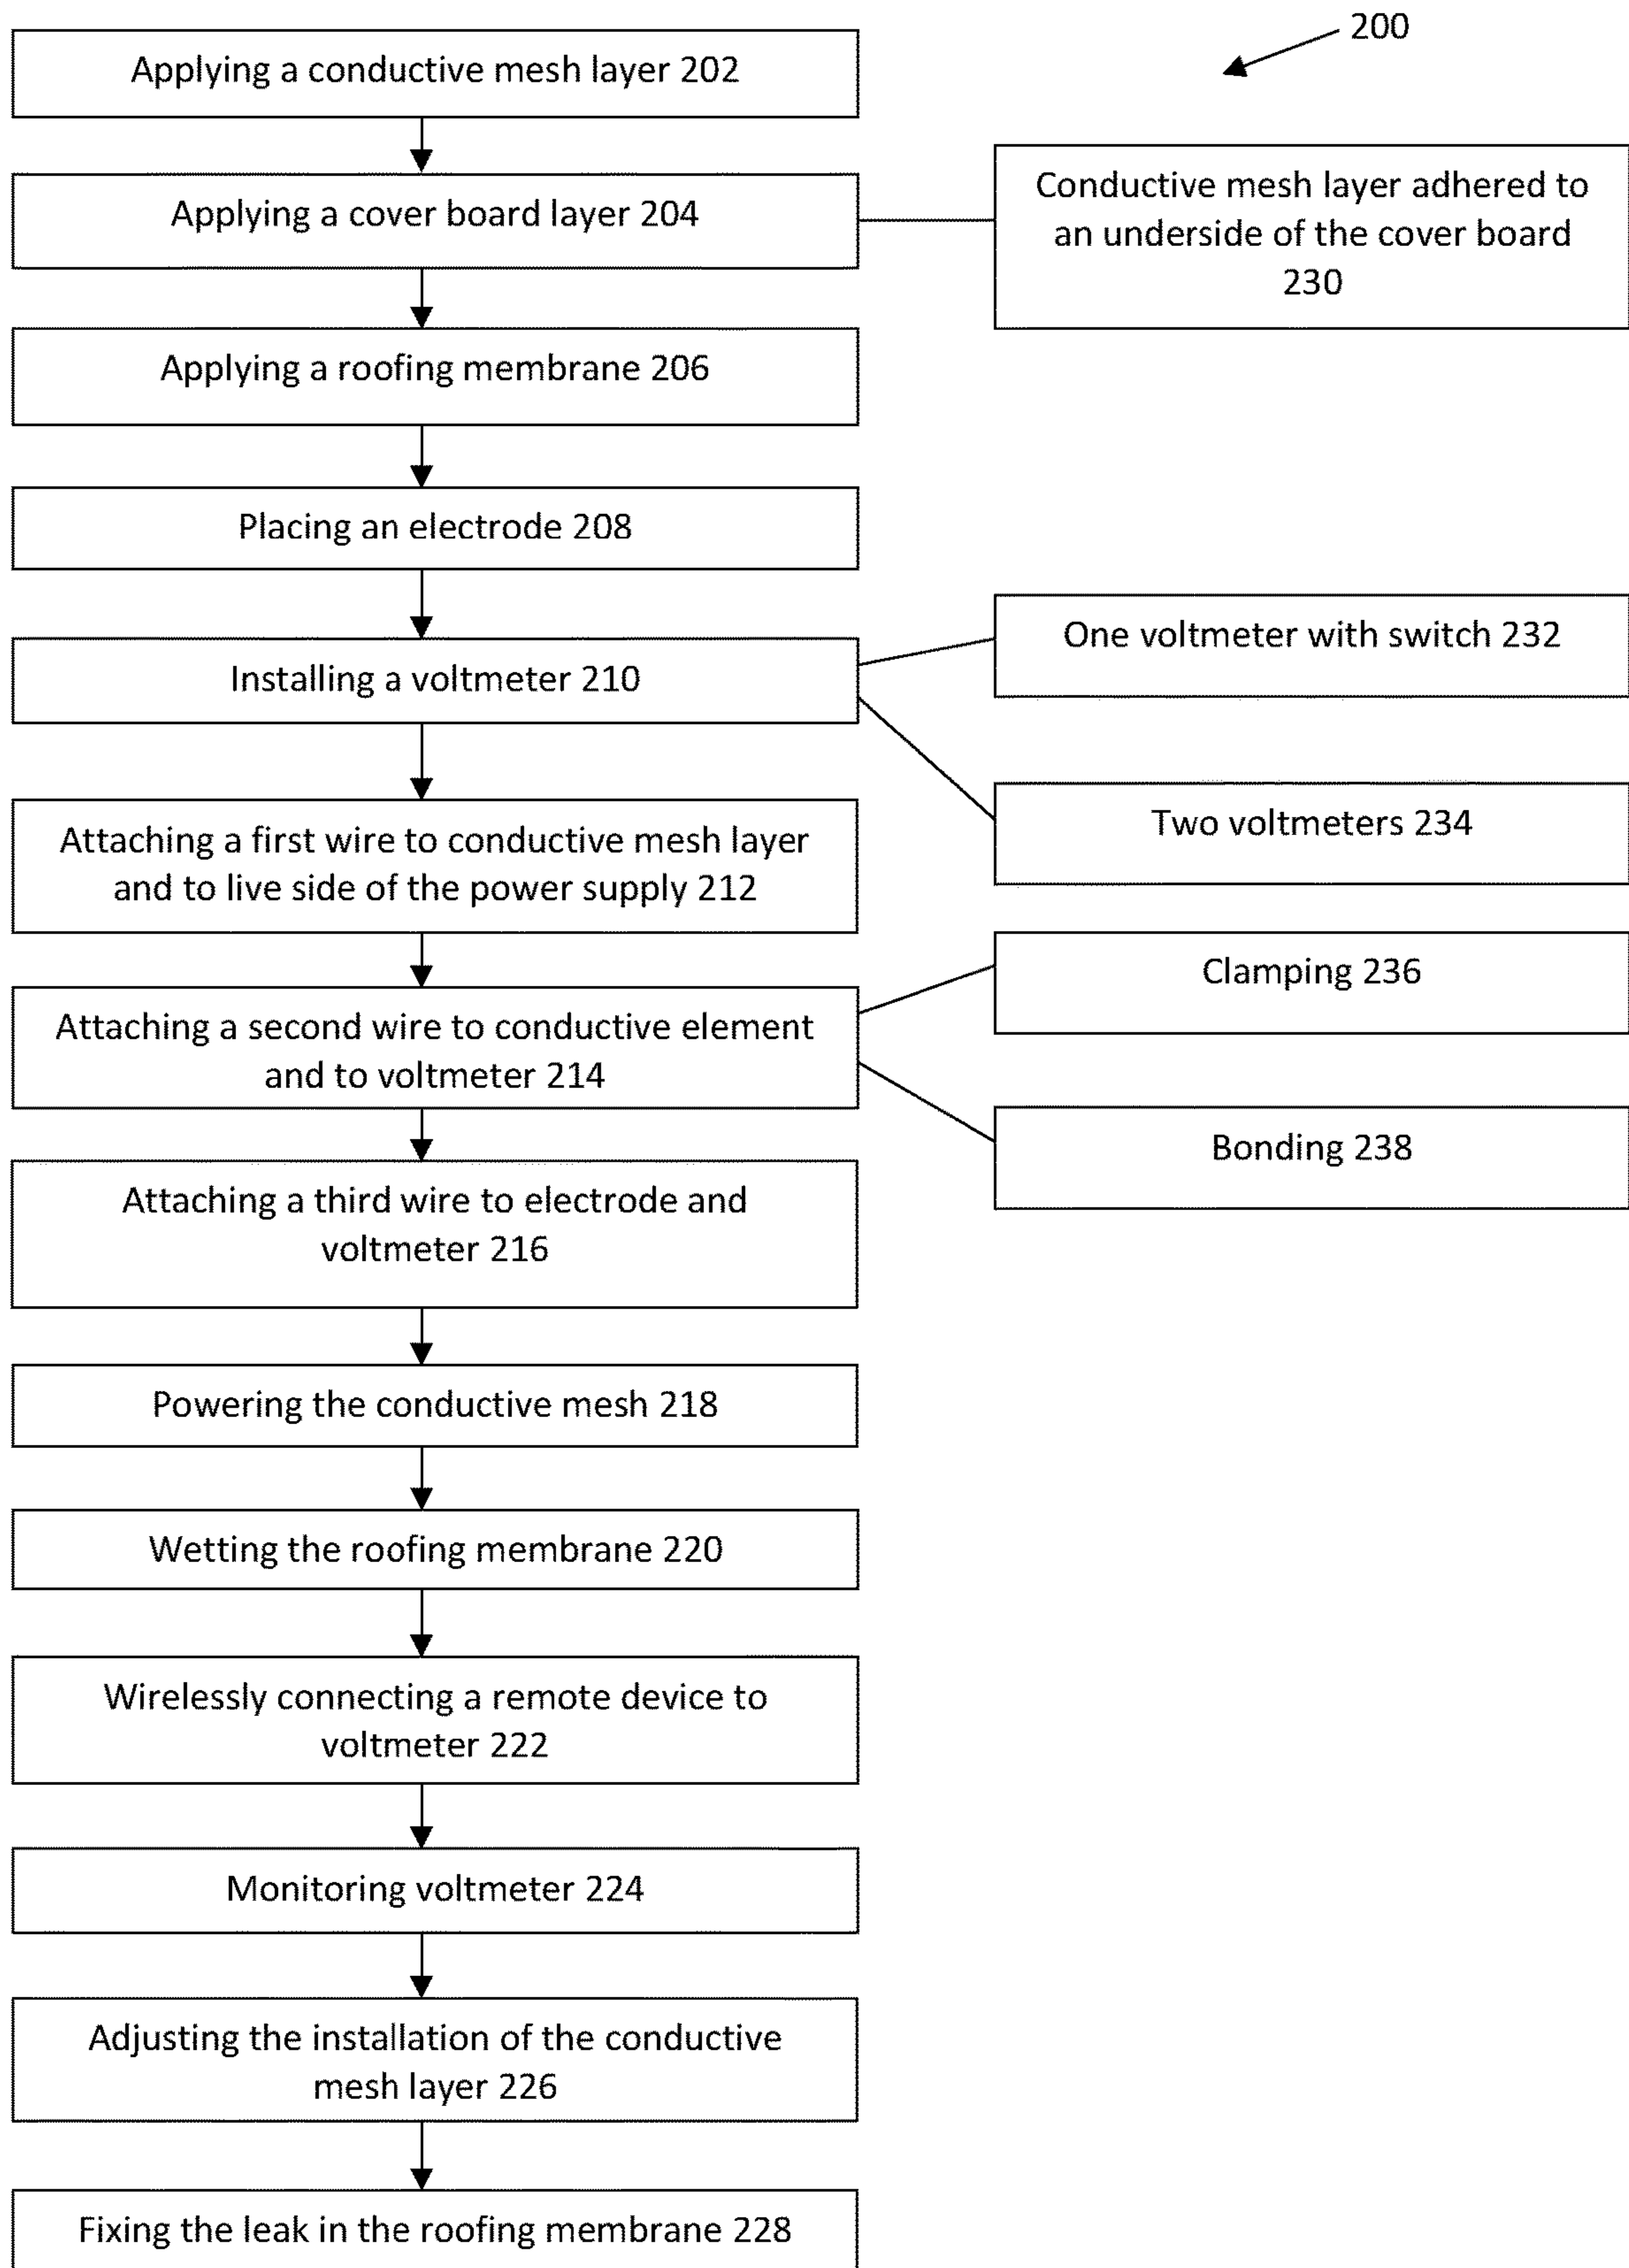 200
Applying a conductive mesh layer 202
Applying a cover board layer 204
Conductive mesh layer adhered to
an underside of the cover board
230
Applying a roofing membrane 206
Placing an electrode 208
Installing a voltmeter 210
One voltmeter with switch 232
Two voltmeters 234
Attaching a first wire to conductive mesh layer
and to live side of the power supply 212
Attaching a second wire to conductive element
and to voltmeter 214
Clamping 236
Bonding 238
Attaching a third wire to electrode and
voltmeter 216
Powering the conductive mesh 218
Wetting the roofing membrane 220
Wirelessly connecting a remote device to
voltmeter 222
Monitoring voltmeter 224
Adjusting the installation of the conductive
mesh layer 226
Fixing the leak in the roofing membrane 228